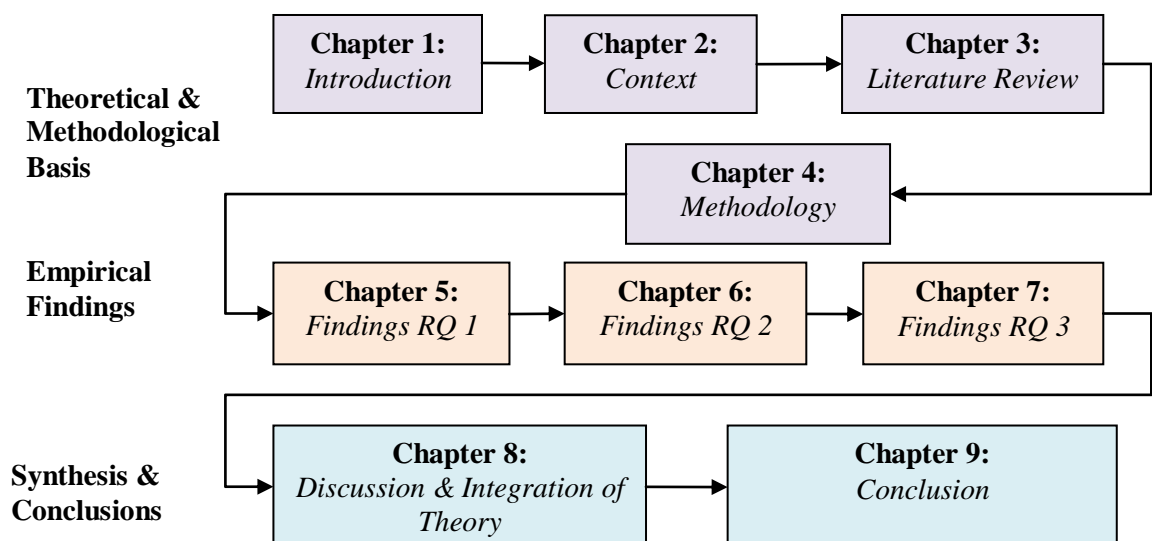 Chapter 1:
Introduction
Chapter 2:
Context
Chapter 3:
Literature Review
Theoretical &
Methodological
Basis
Chapter 4:
Methodology
Empirical
Findings
Chapter 5:
Findings RQ 1
Chapter 6:
Findings RQ 2
Chapter 7:
Findings RQ 3
Synthesis &
Conclusions
Chapter 8:
Discussion & Integration of
Theory
Chapter 9:
Conclusion